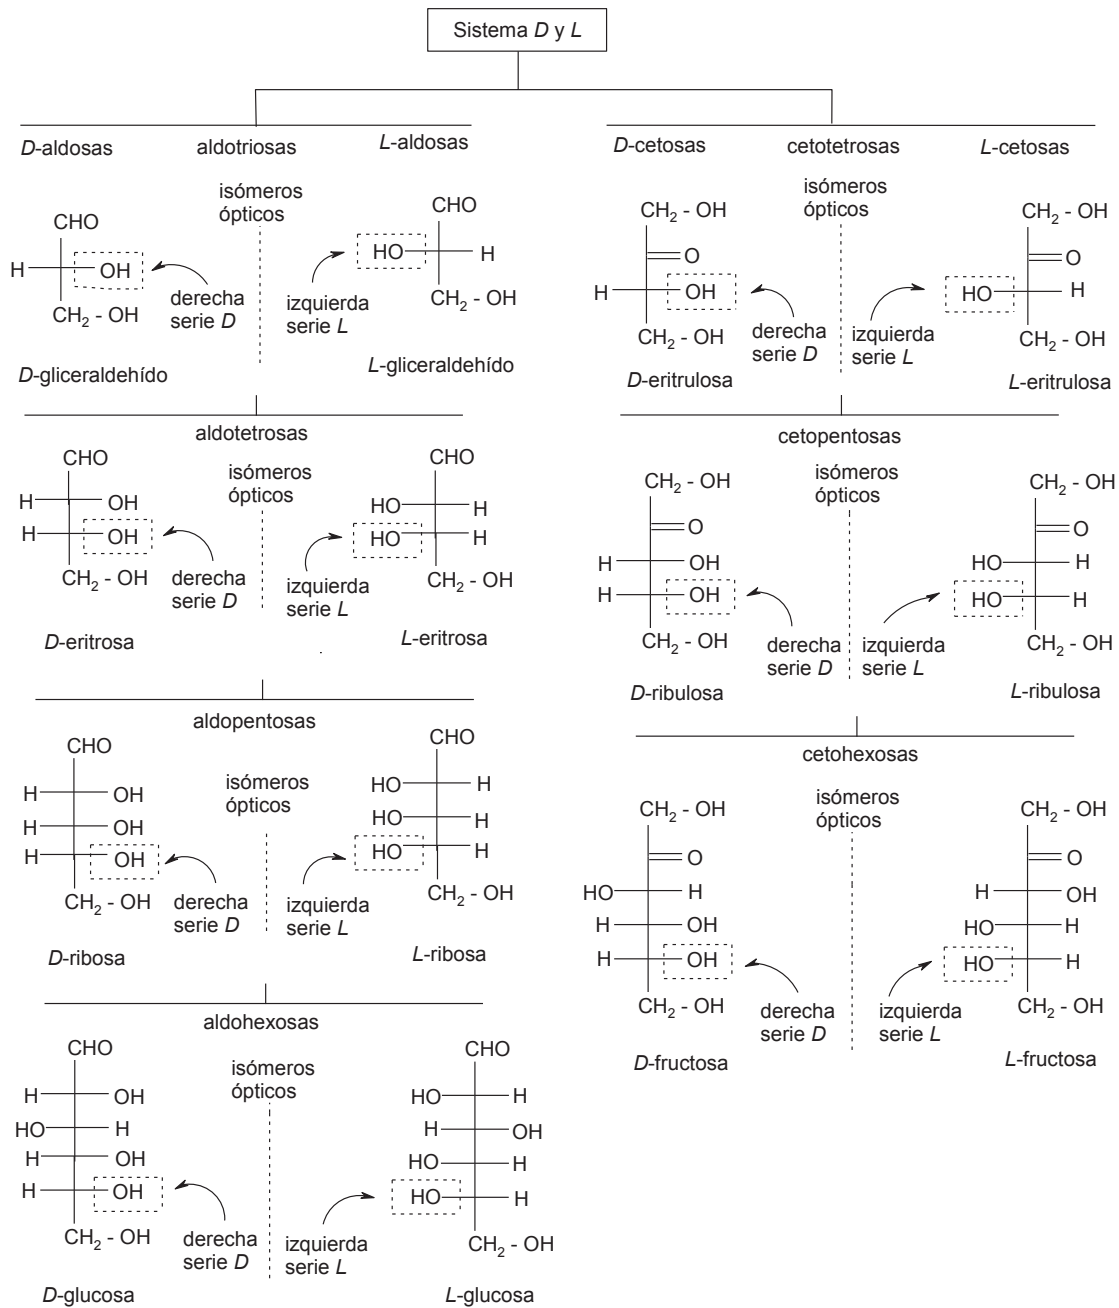 Sistema D y L
D-aldosas aldotriosas L-aldosas
isómeros
ópticos
CHO
H OH
CH2 - OH
derecha
serie D
D-gliceraldehído
CHO
HO H
CH2 - OH
izquierda
serie L
L-gliceraldehído
aldotetrosas
isómeros
ópticos
CHO
H OH
H OH
CH2 - OH
derecha
serie D
D-eritrosa
CHO
HO H
HO H
CH2 - OH
izquierda
serie L
L-eritrosa
aldopentosas
isómeros
ópticos
CHO
H OH
H OH
H OH
CH2 - OH
derecha
serie D
D-ribosa
CHO
HO H
HO H
HO H
CH2 - OH
izquierda
serie L
L-ribosa
aldohexosas
isómeros
ópticos
CHO
H OH
HO H
H OH
H OH
CH2 - OH
derecha
serie D
D-glucosa
CHO
HO H
H OH
HO H
HO H
CH2 - OH
izquierda
serie L
L-glucosa
D-cetosas cetotetrosas L-cetosas
isómeros
ópticos
CH2 - OH
O
H OH
CH2 - OH
derecha
serie D
D-eritrulosa
CH2 - OH
O
HO H
CH2 - OH
izquierda
serie L
L-eritrulosa
cetopentosas
isómeros
ópticos
CH2 - OH
O
H OH
H OH
CH2 - OH
derecha
serie D
D-ribulosa
CH2 - OH
O
HO H
HO H
CH2 - OH
izquierda
serie L
L-ribulosa
cetohexosas
isómeros
ópticos
CH2 - OH
O
HO H
H OH
H OH
CH2 - OH
derecha
serie D
D-fructosa
CH2 - OH
O
H OH
HO H
HO H
CH2 - OH
izquierda
serie L
L-fructosa